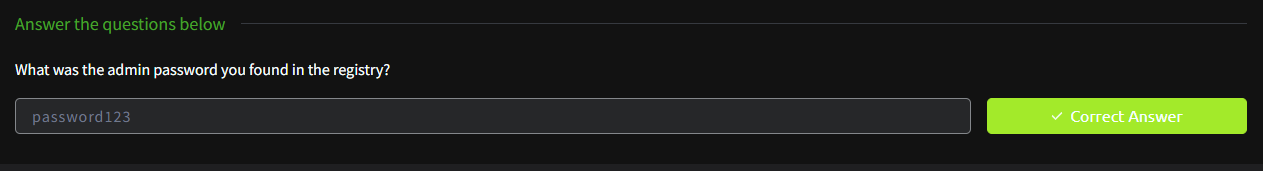 Answer the questions below
What was the admin password you found in the registry?
password123
Correct Answer